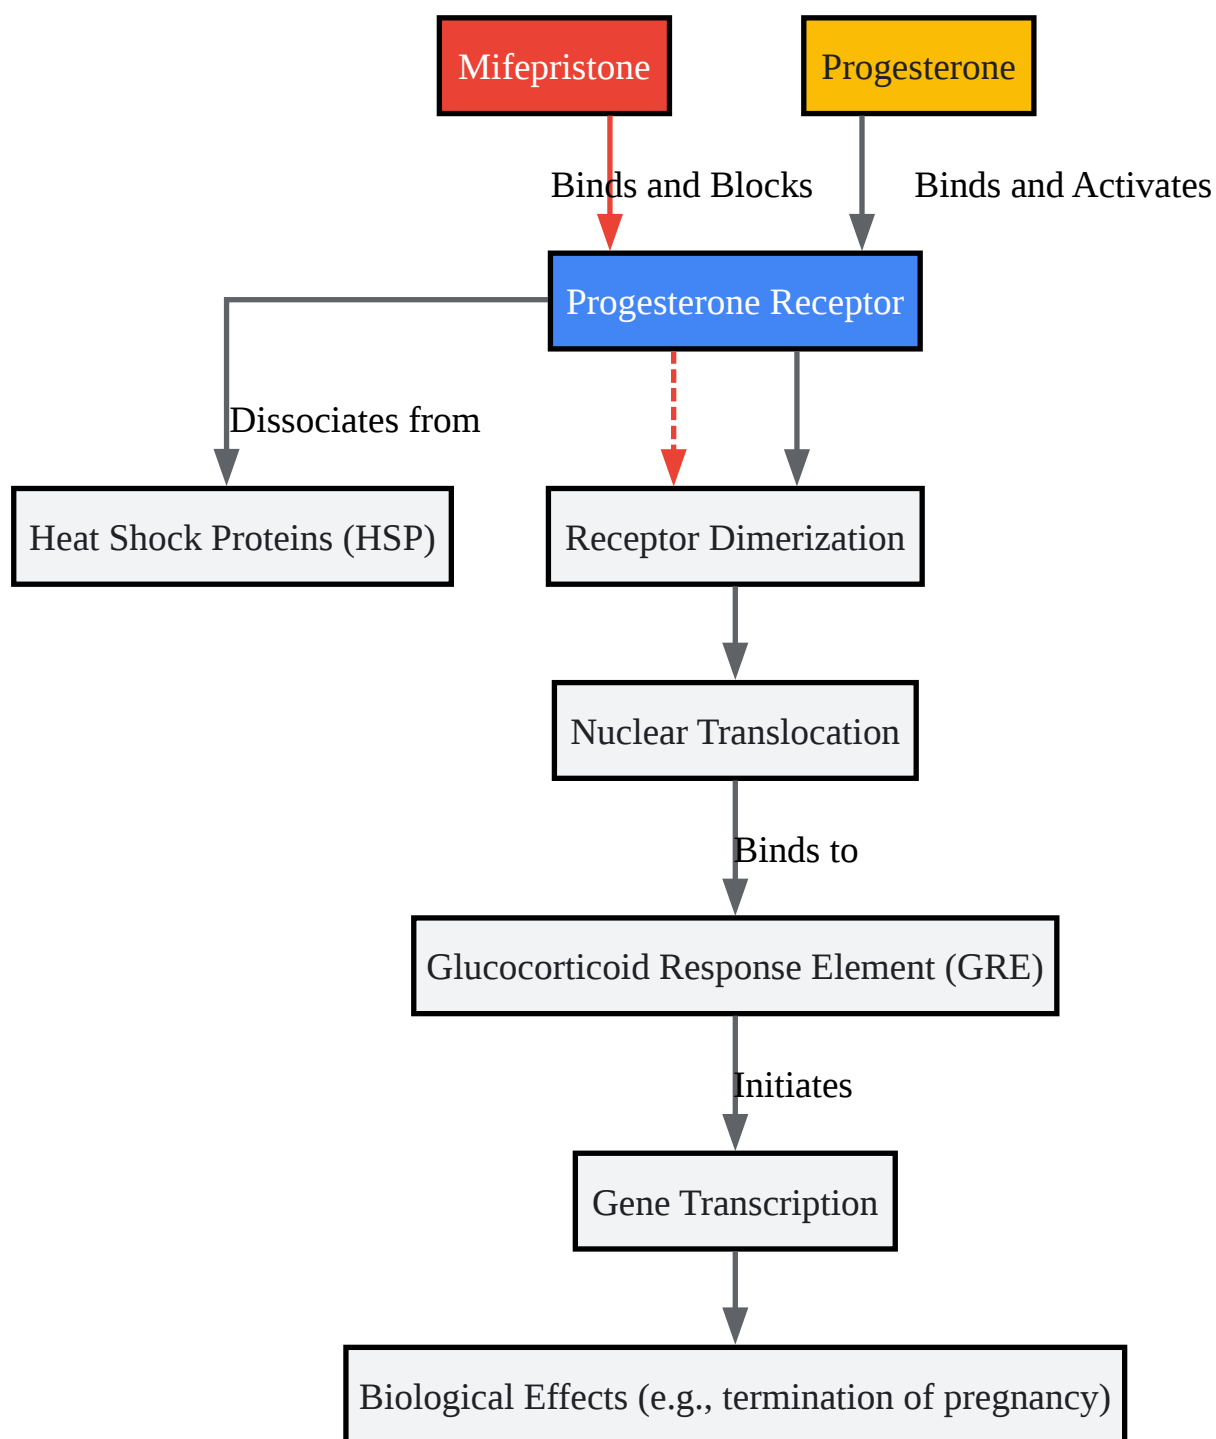 Mifepristone
Progesterone
Binds and Blocks
Binds and Activates
Progesterone Receptor
Dissociates from
Heat Shock Proteins (HSP)
Receptor Dimerization
Nuclear Translocation
Binds to
Glucocorticoid Response Element (GRE)
Initiates
Gene Transcription
Biological Effects (e.g., termination of pregnancy)